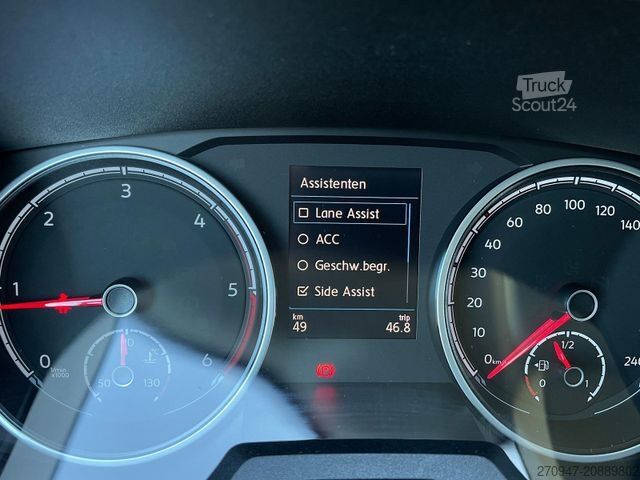 Truck
Scout24
Assistenten
Lane Assist
ACC
Geschw.begr.
Side Assist
km
trip
49
46.8
0
1
2
3
4
5
6
1/min
x1000
50
130
0
10
20
40
60
80
100
120
140
240
km/h
0
1/2
1
270947-20889802